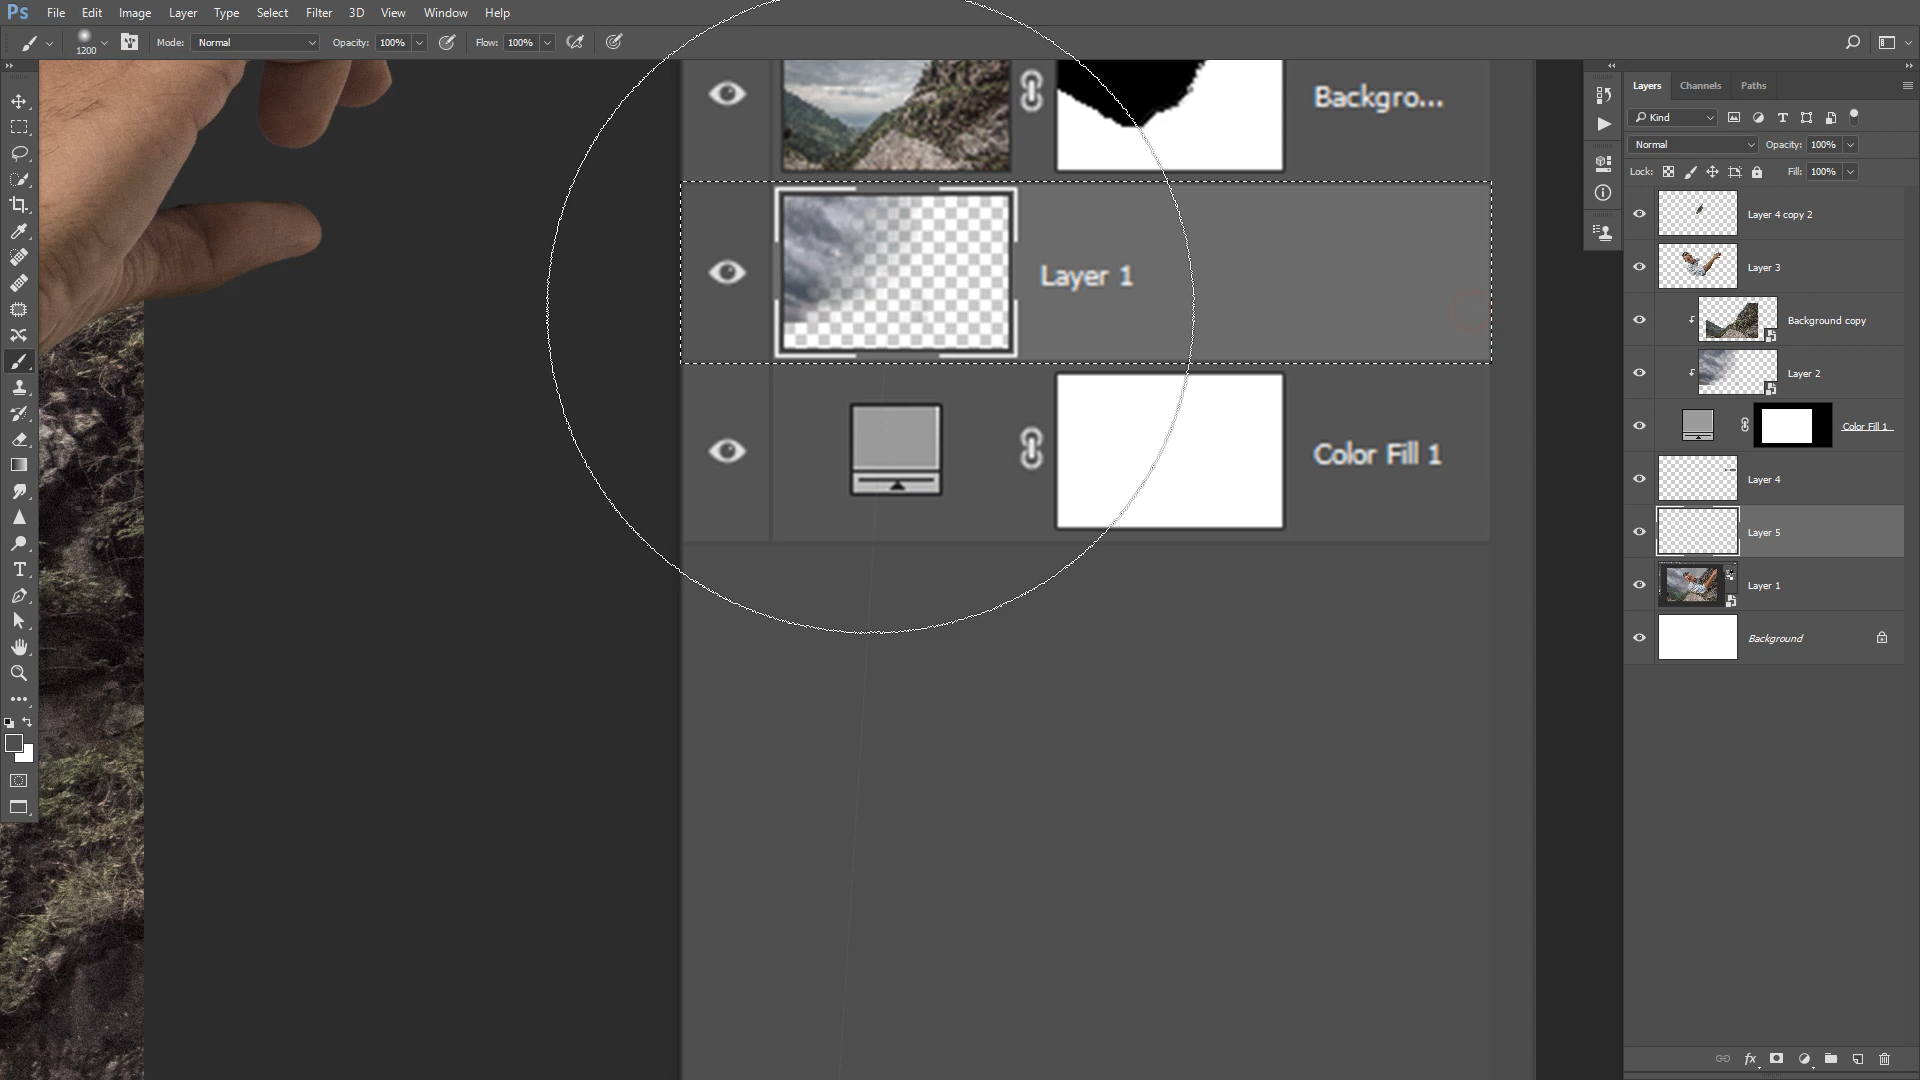 Ps File Edit Image Layer Type Select Filter 3D View Window Help
1200 Mode: Normal Opacity: 100% Flow: 100%
Layers Channels Paths
Kind
Normal Opacity: 100%
Lock: Fill: 100%
Layer 4 copy 2
Layer 3
Background copy
Layer 2
Color Fill 1
Layer 4
Layer 5
Layer 1
Background
fx
Backgro...
Layer 1
Color Fill 1